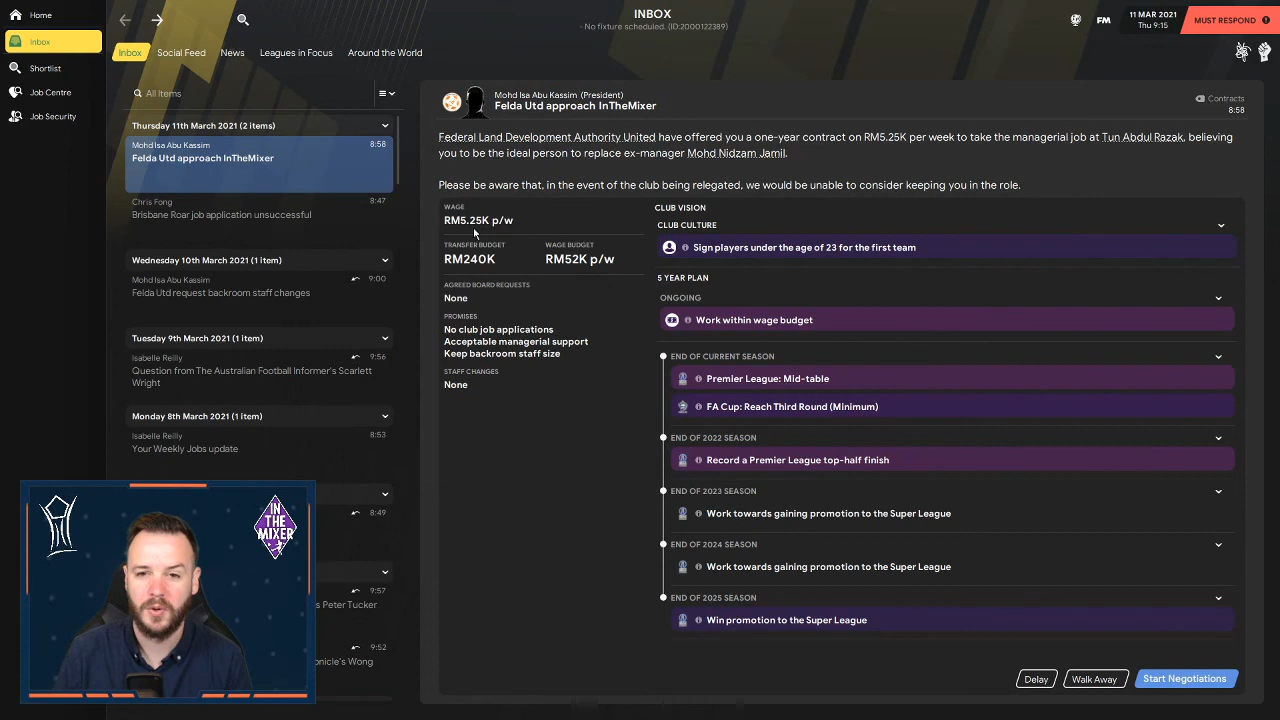 Home
Inbox
Shortlist
Job Centre
Job Security
INBOX
- No fixture scheduled. (ID:2000122389)
FM
11 MAR 2021
Thu 9:15
MUST RESPOND
Inbox
Social Feed
News
Leagues in Focus
Around the World
All Items
Thursday 11th March 2021 (2 items)
Mohd Isa Abu Kassim
8:58
Felda Utd approach InTheMixer
Chris Fong
8:47
Brisbane Roar job application unsuccessful
Wednesday 10th March 2021 (1 item)
Mohd Isa Abu Kassim
9:00
Felda Utd request backroom staff changes
Tuesday 9th March 2021 (1 item)
Isabelle Reilly
9:56
Question from The Australian Football Informer's Scarlett
Wright
Monday 8th March 2021 (1 item)
Isabelle Reilly
8:53
Your Weekly Jobs update
8:49
9:57
s Peter Tucker
9:52
onicle's Wong
IN
THE
MIXER
Mohd Isa Abu Kassim (President)
Felda Utd approach InTheMixer
Contracts
8:58
Federal Land Development Authority United have offered you a one-year contract on RM5.25K per week to take the managerial job at Tun Abdul Razak, believing
you to be the ideal person to replace ex-manager Mohd Nidzam Jamil.
Please be aware that, in the event of the club being relegated, we would be unable to consider keeping you in the role.
WAGE
RM5.25K p/w
TRANSFER BUDGET
RM240K
WAGE BUDGET
RM52K p/w
AGREED BOARD REQUESTS
None
PROMISES
No club job applications
Acceptable managerial support
Keep backroom staff size
STAFF CHANGES
None
CLUB VISION
CLUB CULTURE
Sign players under the age of 23 for the first team
5 YEAR PLAN
ONGOING
Work within wage budget
END OF CURRENT SEASON
Premier League: Mid-table
FA Cup: Reach Third Round (Minimum)
END OF 2022 SEASON
Record a Premier League top-half finish
END OF 2023 SEASON
Work towards gaining promotion to the Super League
END OF 2024 SEASON
Work towards gaining promotion to the Super League
END OF 2025 SEASON
Win promotion to the Super League
Delay
Walk Away
Start Negotiations